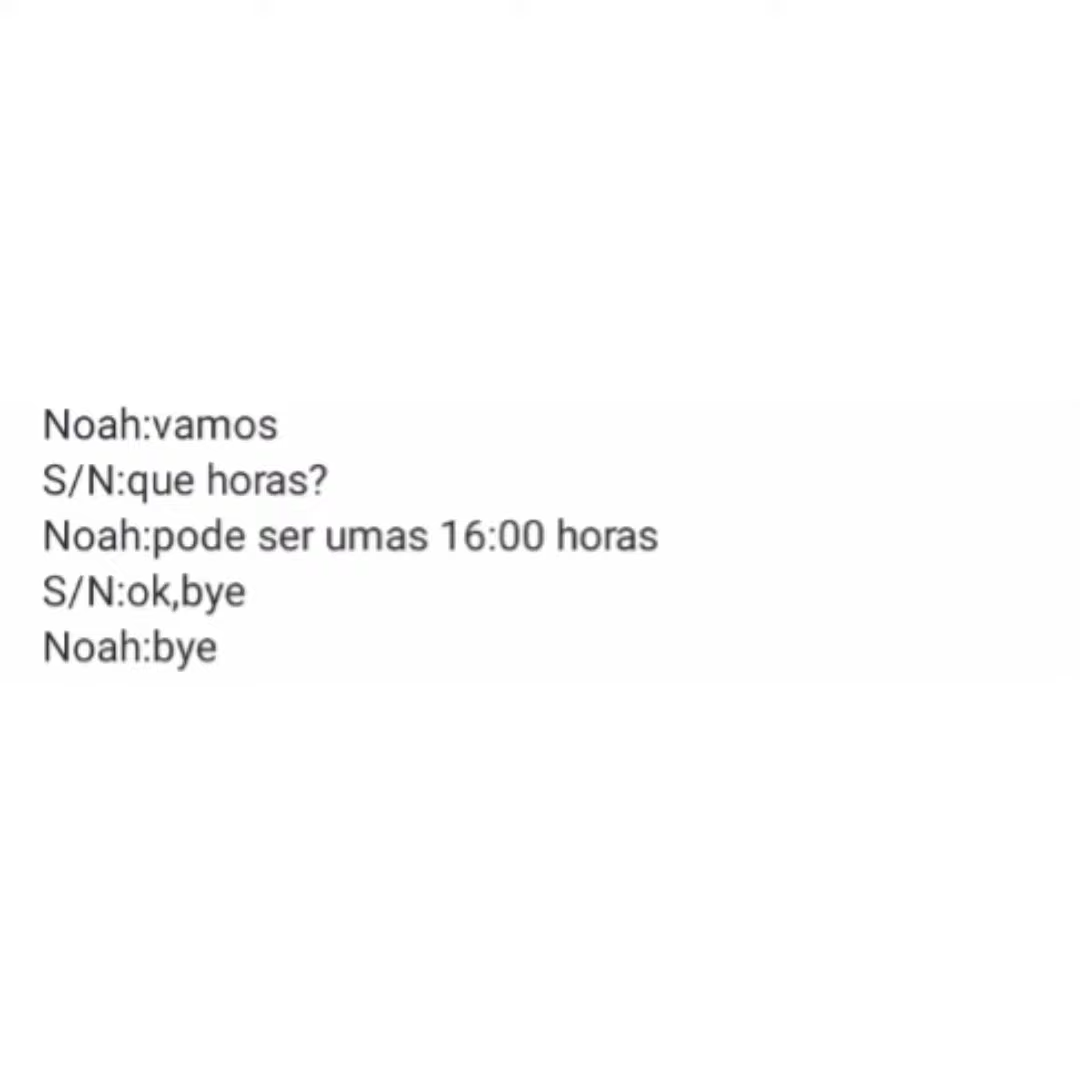 Noah:vamos
S/N:que horas?
Noah:pode ser umas 16:00 horas
S/N:ok,bye
Noah:bye